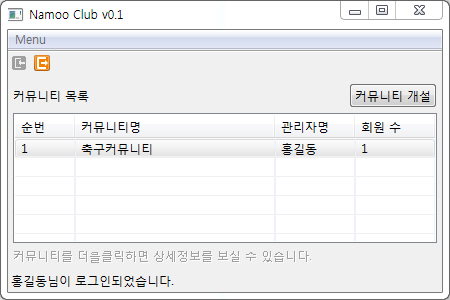 Namoo Club v0.1
Menu
커뮤니티 목록 커뮤니티 개설
순번 커뮤니티명 관리자명 회원 수
1 축구커뮤니티 홍길동 1
커뮤니티를 더음클릭하면 상세정보를 보실 수 있습니다.
홍길동님이 로그인되었습니다.